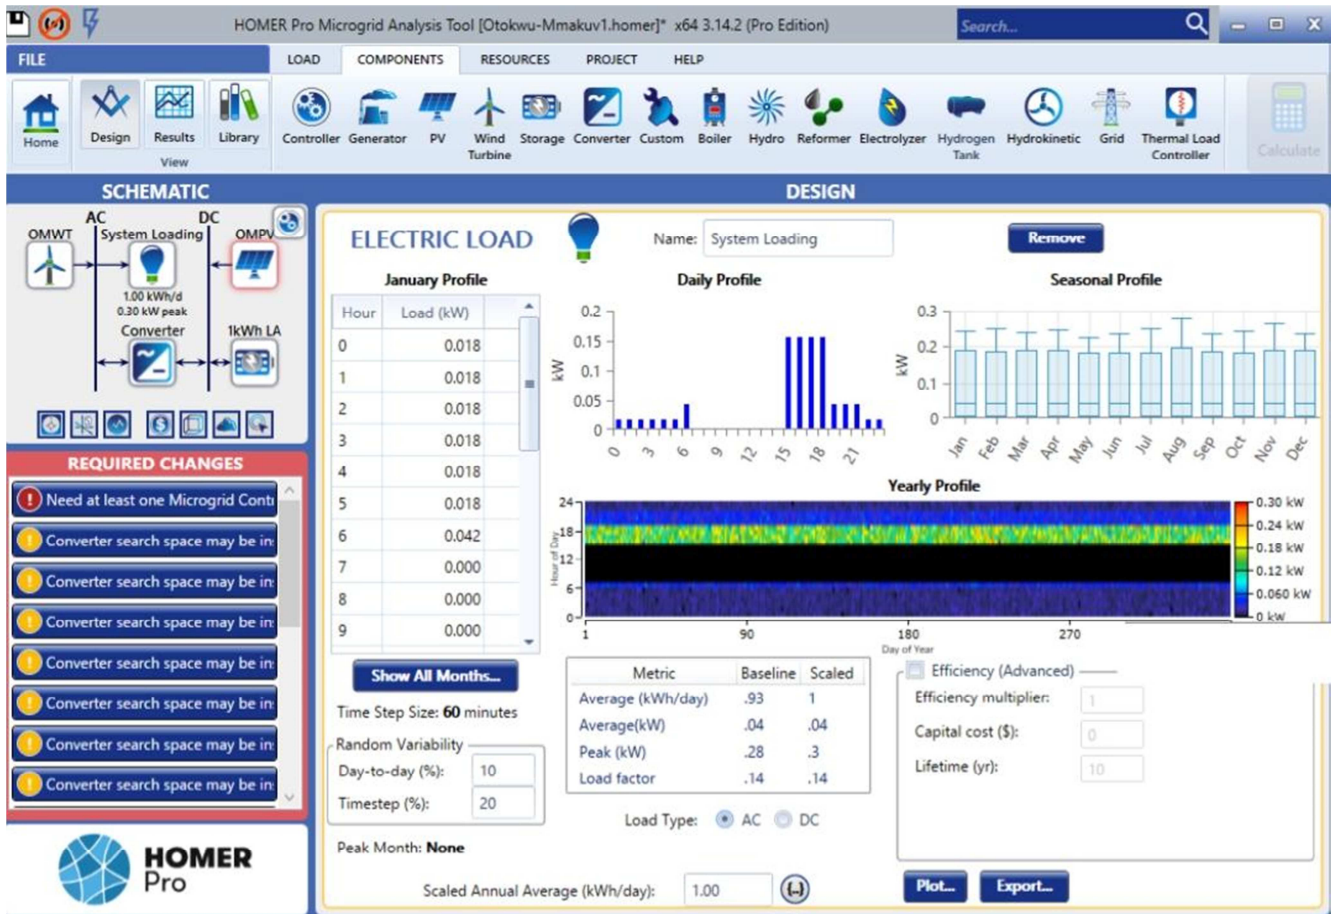 HOMER Pro Microgrid Analysis Tool [Otokwu-Mmakuv1.homer]* x64 3.14.2 (Pro Edition)
Search...
FILE
LOAD COMPONENTS RESOURCES PROJECT HELP
Home
Design Results Library
View
Controller Generator PV Wind Turbine Storage Converter Custom Boiler Hydro Reformer Electrolyzer Hydrogen Tank Hydrokinetic Grid Thermal Load Controller
Calculate
SCHEMATIC
AC DC
OMWT System Loading OMPV
1.00 kWh/d
0.30 kW peak
Converter 1kWh LA
REQUIRED CHANGES
Need at least one Microgrid Contr
Converter search space may be in
Converter search space may be in
Converter search space may be in
Converter search space may be in
Converter search space may be in
Converter search space may be in
Converter search space may be in
HOMER
Pro
DESIGN
ELECTRIC LOAD
Name: System Loading
Remove
January Profile
Hour Load (kW)
0 0.018
1 0.018
2 0.018
3 0.018
4 0.018
5 0.018
6 0.042
7 0.000
8 0.000
9 0.000
Show All Months...
Time Step Size: 60 minutes
Random Variability
Day-to-day (%): 10
Timestep (%): 20
Peak Month: None
Scaled Annual Average (kWh/day): 1.00 {..}
Daily Profile
kW
0.2
0.15
0.1
0.05
0
0 3 6 9 12 15 18 21
Seasonal Profile
kW
0.3
0.2
0.1
0
Jan Feb Mar Apr May Jun Jul Aug Sep Oct Nov Dec
Yearly Profile
Hour of Day
24
18
12
6
0
1 90 180 270
Day of Year
0.30 kW
0.24 kW
0.18 kW
0.12 kW
0.060 kW
0 kW
Metric Baseline Scaled
Average (kWh/day) .93 1
Average(kW) .04 .04
Peak (kW) .28 .3
Load factor .14 .14
Load Type: AC DC
Efficiency (Advanced)
Efficiency multiplier: 1
Capital cost ($): 0
Lifetime (yr): 10
Plot... Export...